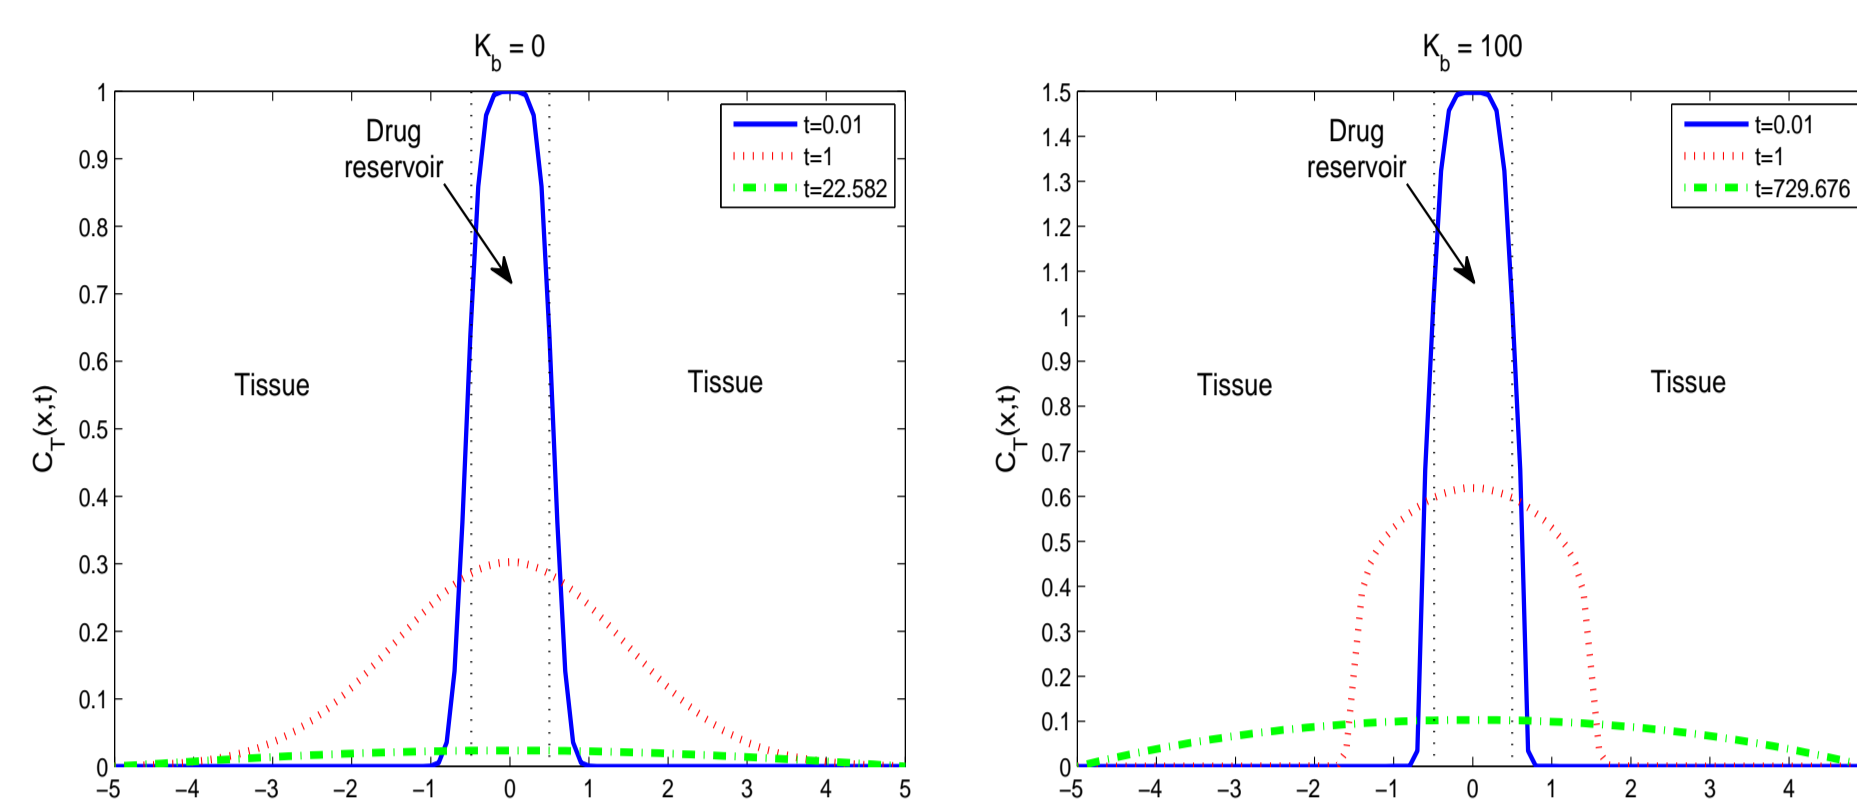 K_b = 0
1
0.9
0.8
0.7
0.6
0.5
0.4
0.3
0.2
0.1
0
C_T(x,t)
Drug
reservoir
Tissue
Tissue
t=0.01
t=1
t=22.582
−5 −4 −3 −2 −1 0 1 2 3 4 5
K_b = 100
1.5
1.4
1.3
1.2
1.1
1
0.9
0.8
0.7
0.6
0.5
0.4
0.3
0.2
0.1
0
C_T(x,t)
Drug
reservoir
Tissue
Tissue
t=0.01
t=1
t=729.676
−5 −4 −3 −2 −1 0 1 2 3 4